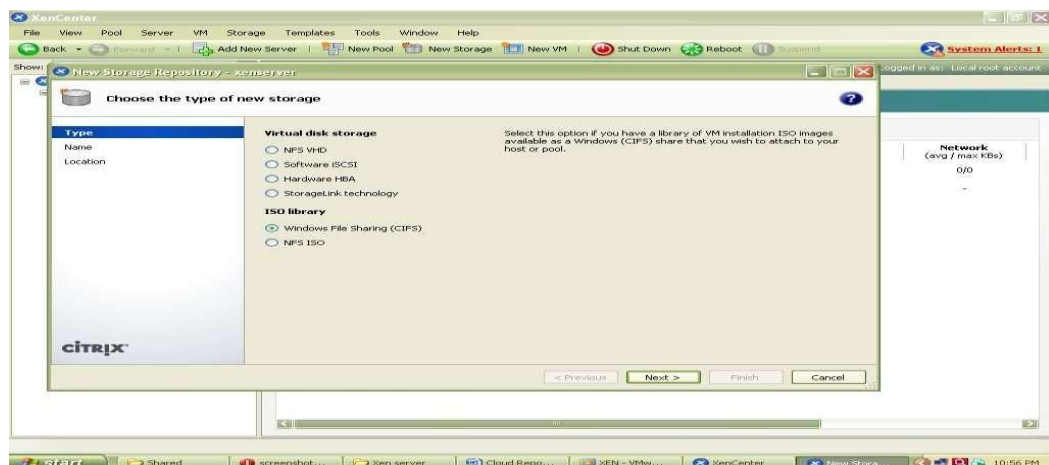 XenCenter
File View Pool Server VM Storage Templates Tools Window Help
Back Forward Add New Server New Pool New Storage New VM Shut Down Reboot Suspend System Alerts: 1
Show: Logged in as: Local root account
New Storage Repository - xenserver
Choose the type of new storage
Type
Name
Location
Virtual disk storage
NFS VHD
Software iSCSI
Hardware HBA
StorageLink technology
ISO library
Windows File Sharing (CIFS)
NFS ISO
Select this option if you have a library of VM installation ISO images
available as a Windows (CIFS) share that you wish to attach to your
host or pool.
Network
(avg / max KBs)
0/0
-
CİTRIX
< Previous Next > Finish Cancel
start Shared screenshot... Xen server Cloud Repo... XEN - VMw... XenCenter New Stora... 10:56 PM